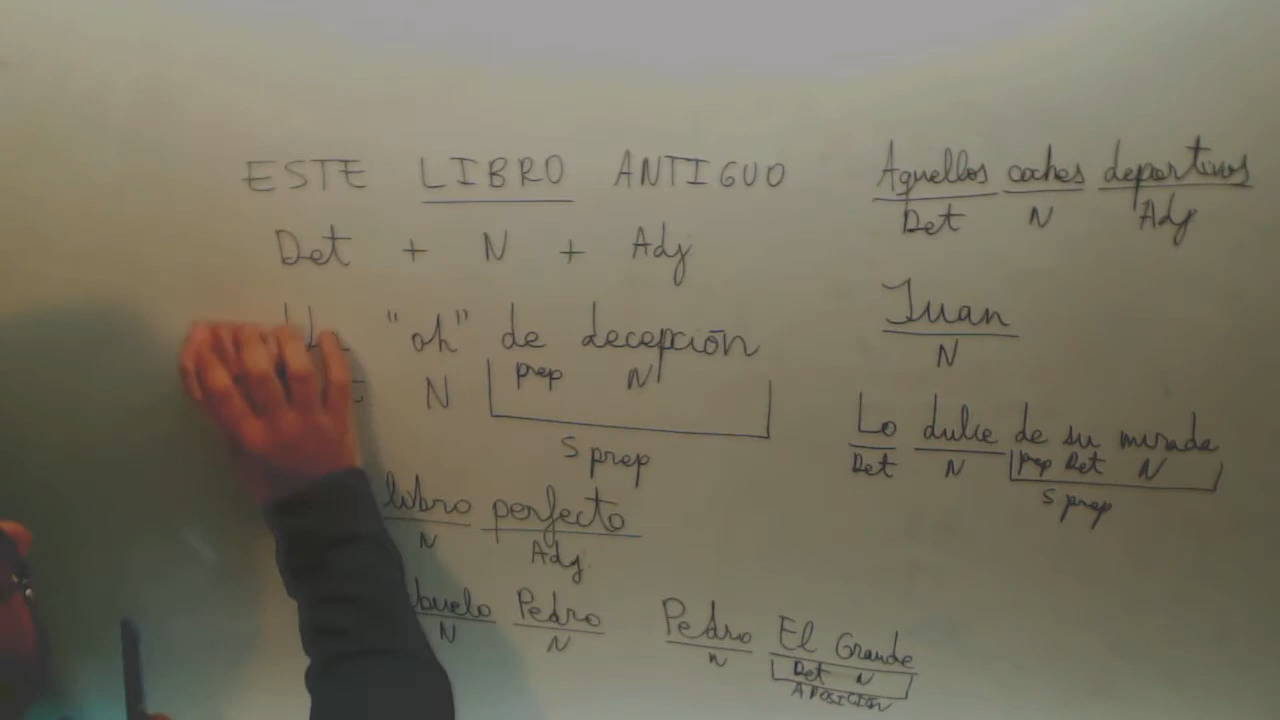 ESTE LIBRO ANTIGUO
Det + N + Adj
"oh" de decepción
N prep N
S prep
libro perfecto
N Adj
Pedro
N N
Pedro El Grande
n Det N
APOSICIÓN
Aquellos coches deportivos
Det N Adj
Juan
N
Lo dulce de su mirada
Det N prep Det N
S prep